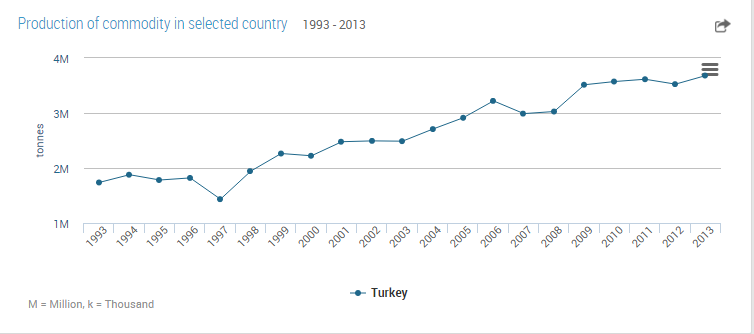 Production of commodity in selected country 1993 - 2013
4M
3M
2M
1M
tonnes
1993 1994 1995 1996 1997 1998 1999 2000 2001 2002 2003 2004 2005 2006 2007 2008 2009 2010 2011 2012 2013
Turkey
M = Million, k = Thousand